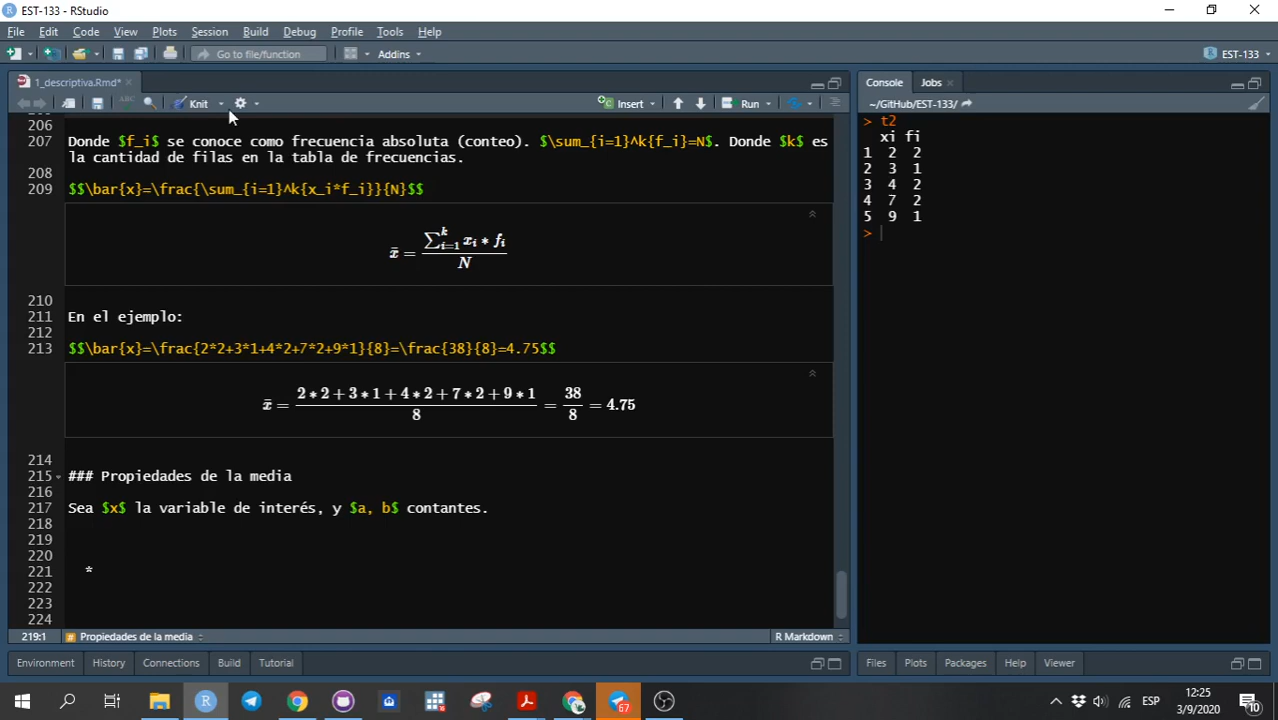 EST-133 - RStudio
File Edit Code View Plots Session Build Debug Profile Tools Help
Go to file/function Addins EST-133
1_descriptiva.Rmd*
Knit Insert Run
206
207 Donde $f_i$ se conoce como frecuencia absoluta (conteo). $\sum_{i=1}^k{f_i}=N$. Donde $k$ es
la cantidad de filas en la tabla de frecuencias.
208
209 $$\bar{x}=\frac{\sum_{i=1}^k{x_i*f_i}}{N}$$
x̄ = ∑ᵢ₌₁ᵏ xᵢ * fᵢ
N
210
211 En el ejemplo:
212
213 $$\bar{x}=\frac{2*2+3*1+4*2+7*2+9*1}{8}=\frac{38}{8}=4.75$$
x̄ = 2 * 2 + 3 * 1 + 4 * 2 + 7 * 2 + 9 * 1 = 38 = 4.75
8 8
214
215 ### Propiedades de la media
216
217 Sea $x$ la variable de interés, y $a, b$ contantes.
218
219
220
221 *
222
223
224
219:1 # Propiedades de la media R Markdown
Environment History Connections Build Tutorial
Console Jobs
~/GitHub/EST-133/
> t2
xi fi
1 2 2
2 3 1
3 4 2
4 7 2
5 9 1
>
Files Plots Packages Help Viewer
67
ESP
12:25
3/9/2020
10